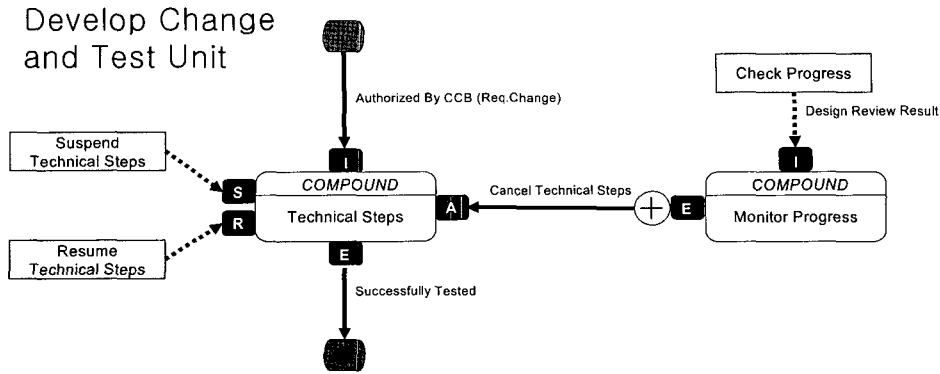 Develop Change
and Test Unit
Authorized By CCB (Req.Change)
Check Progress
Design Review Result
Suspend
Technical Steps
I
I
S
COMPOUND
Technical Steps
A
Cancel Technical Steps
E
COMPOUND
Monitor Progress
R
Resume
Technical Steps
E
Successfully Tested